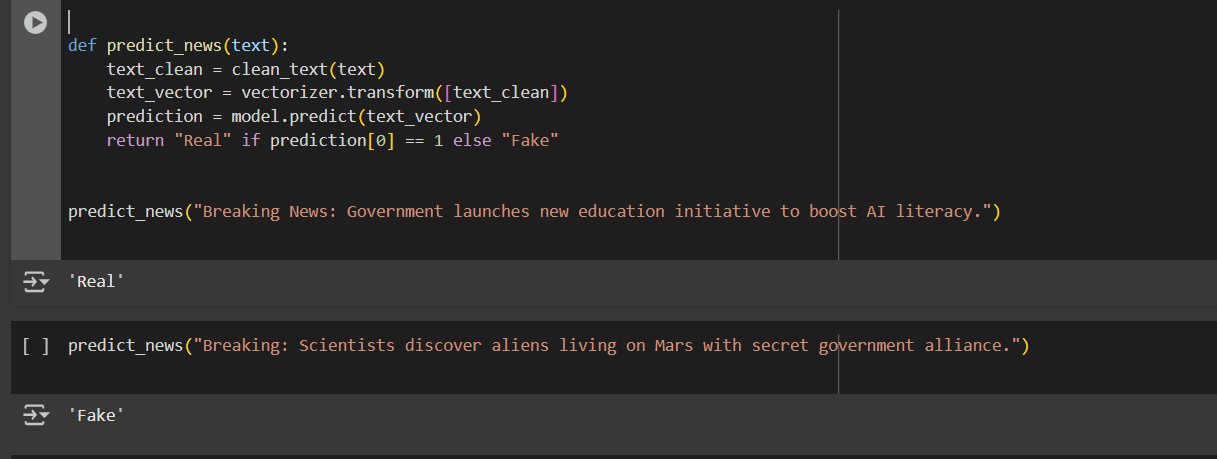 def predict_news(text):
    text_clean = clean_text(text)
    text_vector = vectorizer.transform([text_clean])
    prediction = model.predict(text_vector)
    return "Real" if prediction[0] == 1 else "Fake"
predict_news("Breaking News: Government launches new education initiative to boost AI literacy.")
'Real'
[ ] predict_news("Breaking: Scientists discover aliens living on Mars with secret government alliance.")
'Fake'